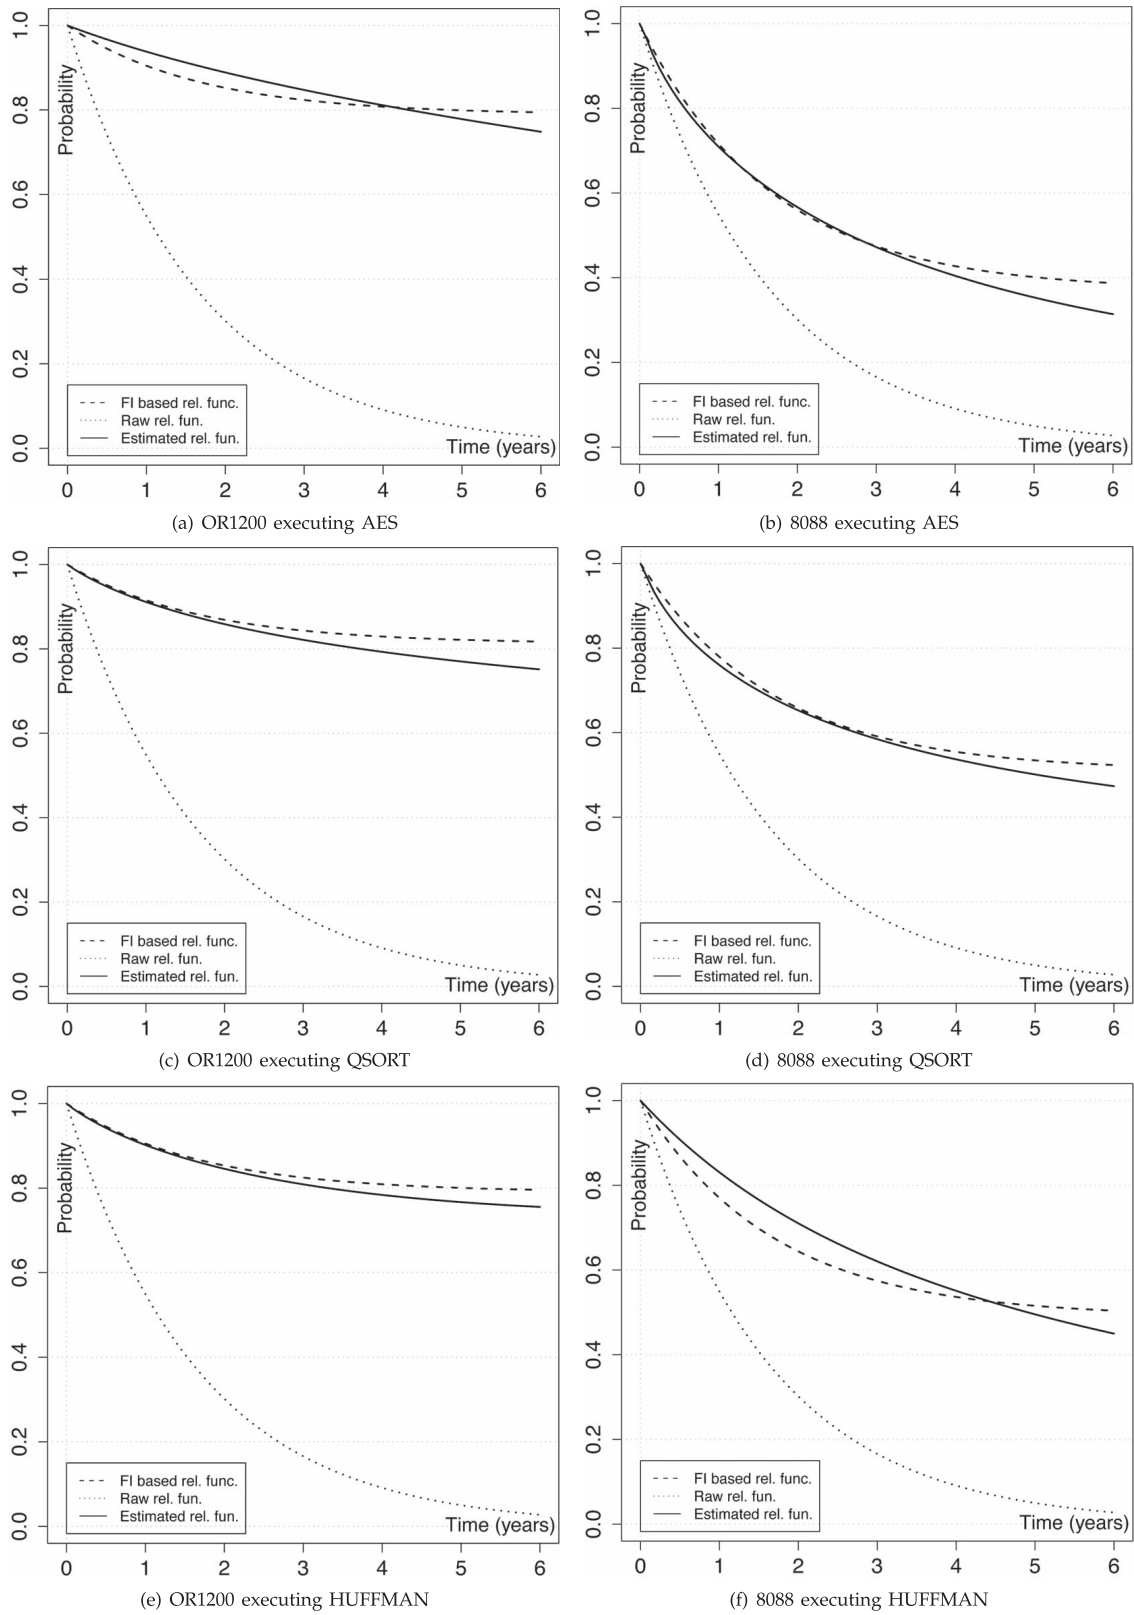 1.0
0.8
0.6
0.4
0.2
0.0
Probability
FI based rel. func.
Raw rel. fun.
Estimated rel. fun.
Time (years)
0 1 2 3 4 5 6
(a) OR1200 executing AES
1.0
0.8
0.6
0.4
0.2
0.0
Probability
FI based rel. func.
Raw rel. fun.
Estimated rel. fun.
Time (years)
0 1 2 3 4 5 6
(b) 8088 executing AES
1.0
0.8
0.6
0.4
0.2
0.0
Probability
FI based rel. func.
Raw rel. fun.
Estimated rel. fun.
Time (years)
0 1 2 3 4 5 6
(c) OR1200 executing QSORT
1.0
0.8
0.6
0.4
0.2
0.0
Probability
FI based rel. func.
Raw rel. fun.
Estimated rel. fun.
Time (years)
0 1 2 3 4 5 6
(d) 8088 executing QSORT
1.0
0.8
0.6
0.4
0.2
0.0
Probability
FI based rel. func.
Raw rel. fun.
Estimated rel. fun.
Time (years)
0 1 2 3 4 5 6
(e) OR1200 executing HUFFMAN
1.0
0.8
0.6
0.4
0.2
0.0
Probability
FI based rel. func.
Raw rel. fun.
Estimated rel. fun.
Time (years)
0 1 2 3 4 5 6
(f) 8088 executing HUFFMAN